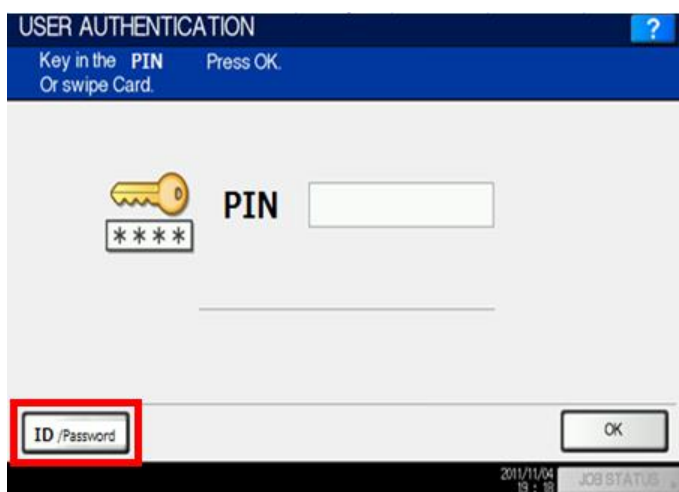 USER AUTHENTICATION ?
Key in the PIN Press OK.
Or swipe Card.
PIN
****
ID /Password
OK
2011/11/04
19 : 18
JOB STATUS